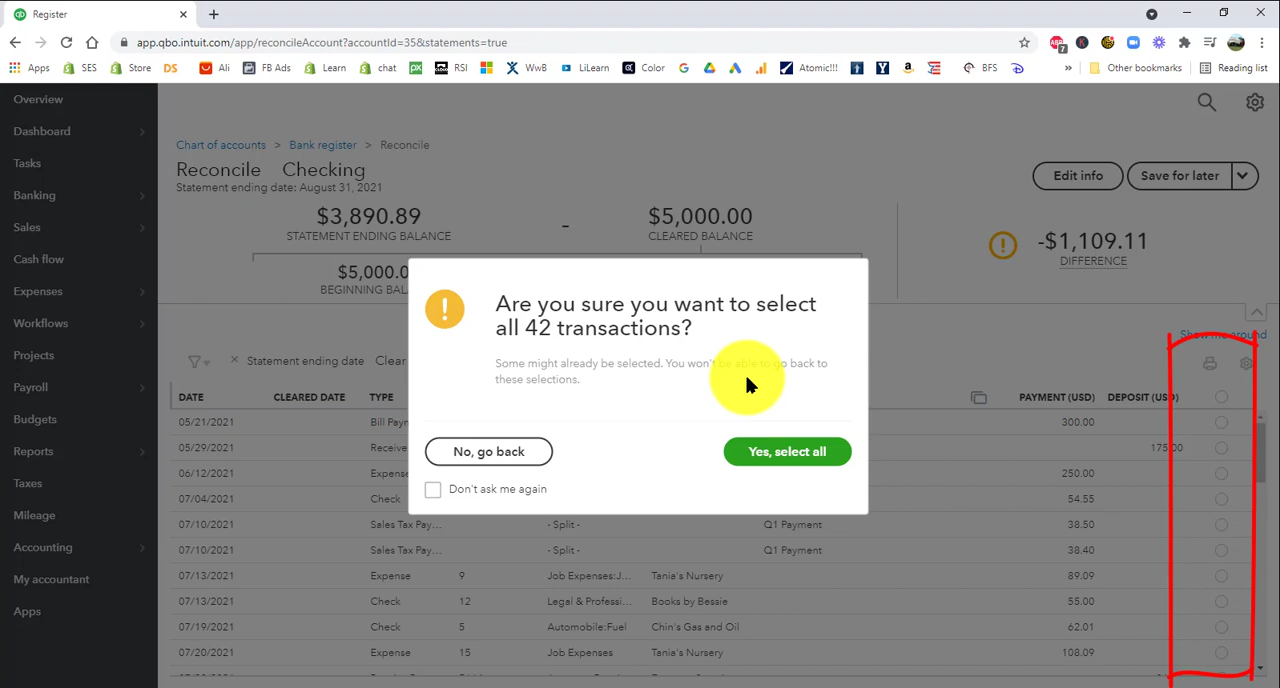 Register
app.qbo.intuit.com/app/reconcileAccount?accountId=35&statements=true
7
Apps SES Store DS Ali FB Ads Learn chat RSI WwB LiLearn Color Atomic!!! BFS » Other bookmarks Reading list
Overview
Dashboard
Tasks
Banking
Sales
Cash flow
Expenses
Workflows
Projects
Payroll
Budgets
Reports
Taxes
Mileage
Accounting
My accountant
Apps
Chart of accounts > Bank register > Reconcile
Reconcile Checking
Statement ending date: August 31, 2021
Edit info
Save for later
$3,890.89
STATEMENT ENDING BALANCE
-
$5,000.00
CLEARED BALANCE
-$1,109.11
DIFFERENCE
$5,000.0
BEGINNING BAL
Show me around
Statement ending date Clear
Are you sure you want to select
all 42 transactions?
Some might already be selected. You won't be able to go back to
these selections.
No, go back
Yes, select all
Don't ask me again
DATE CLEARED DATE TYPE PAYMENT (USD) DEPOSIT (USD)
05/21/2021 Bill Paym 300.00
05/29/2021 Receive 175.00
06/12/2021 Expense 250.00
07/04/2021 Check 54.55
07/10/2021 Sales Tax Pay... - Split - Q1 Payment 38.50
07/10/2021 Sales Tax Pay... - Split - Q1 Payment 38.40
07/13/2021 Expense 9 Job Expenses:J... Tania's Nursery 89.09
07/13/2021 Check 12 Legal & Professi... Books by Bessie 55.00
07/19/2021 Check 5 Automobile:Fuel Chin's Gas and Oil 62.01
07/20/2021 Expense 15 Job Expenses Tania's Nursery 108.09